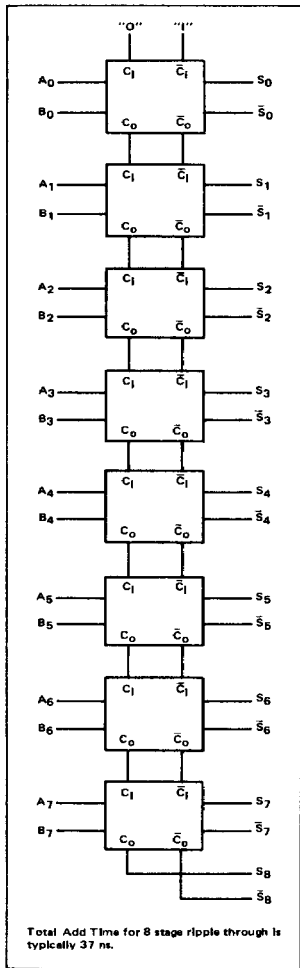 "0" "1"
A0 Ci C̄i S0
B0 Co C̄o S̄0
A1 Ci C̄i S1
B1 Co C̄o S̄1
A2 Ci C̄i S2
B2 Co C̄o S̄2
A3 Ci C̄i S3
B3 Co C̄o S̄3
A4 Ci C̄i S4
B4 Co C̄o S̄4
A5 Ci C̄i S5
B5 Co C̄o S̄5
A6 Ci C̄i S6
B6 Co C̄o S̄6
A7 Ci C̄i S7
B7 Co C̄o S̄7
S8
S̄8
Total Add Time for 8 stage ripple through is
typically 37 ns.